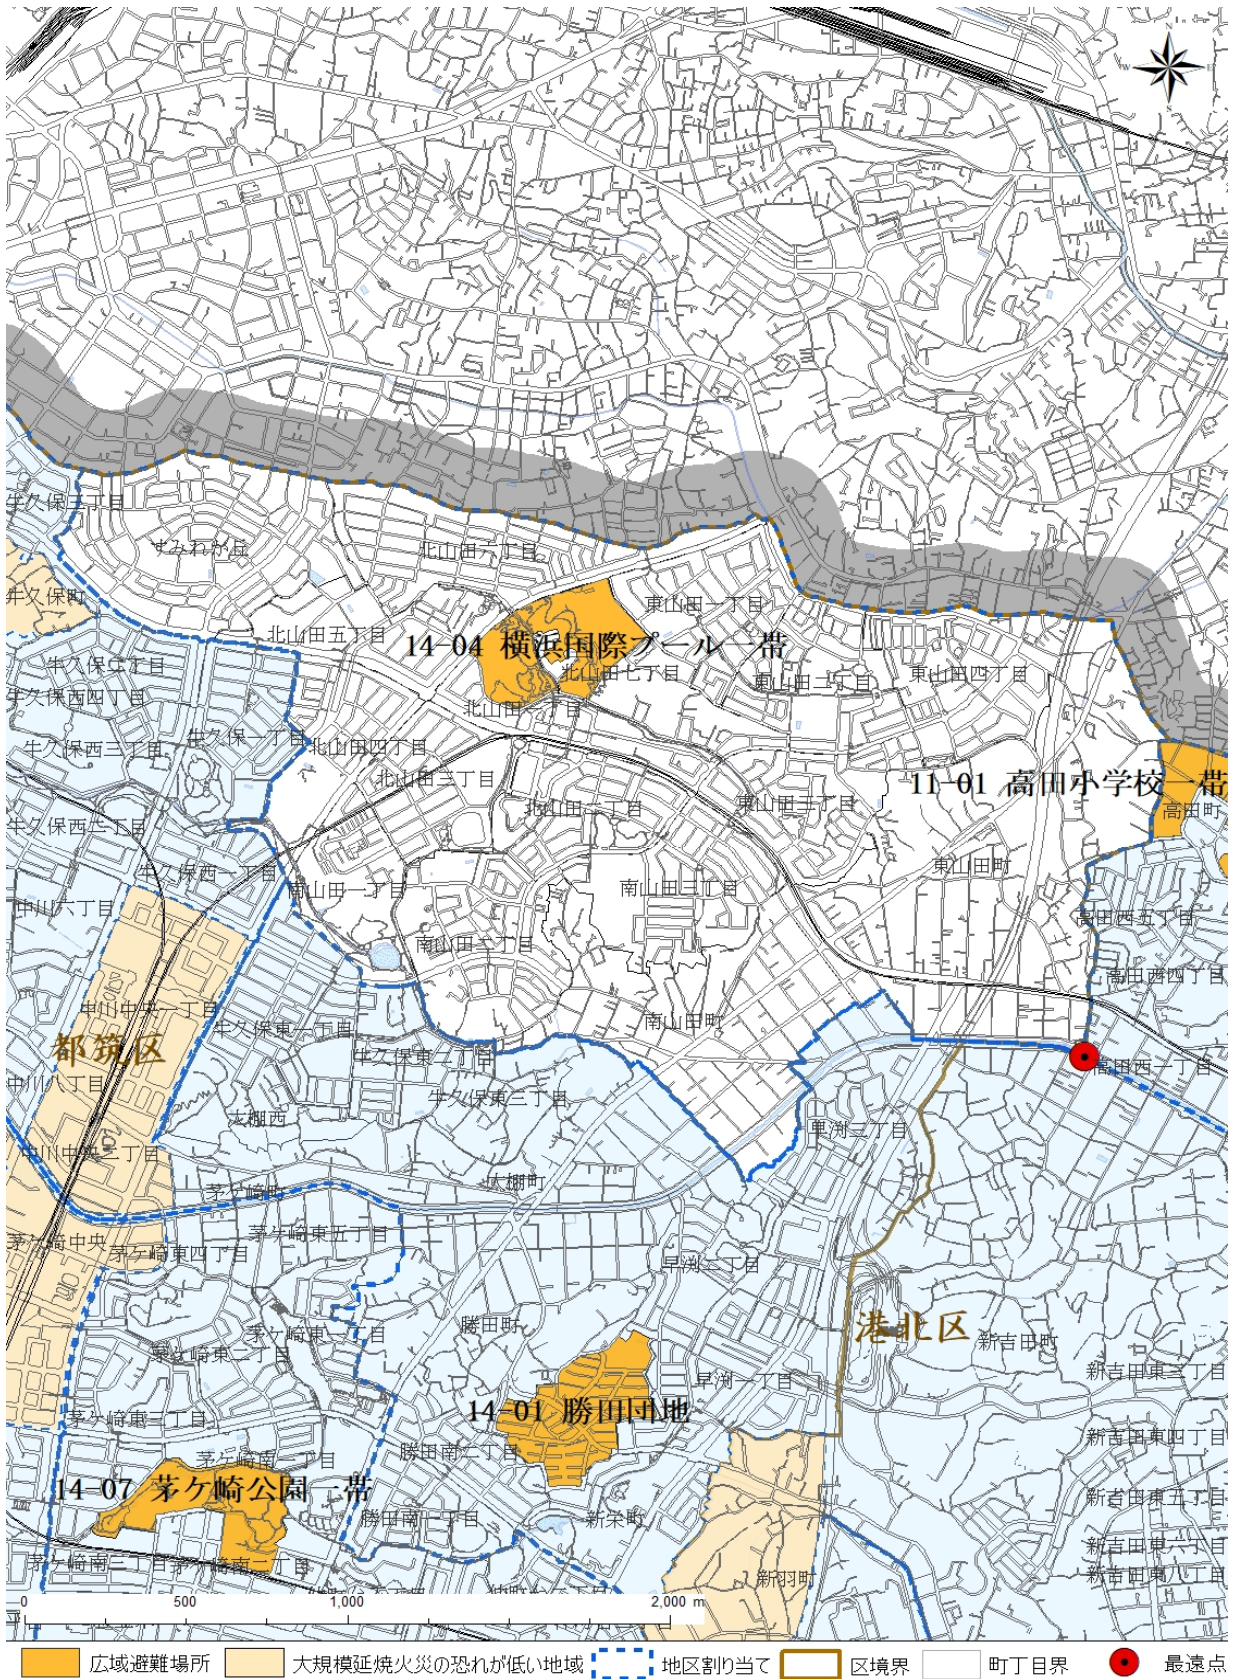 N
W
E
S
牛久保三丁目
すみれが丘
北山田六丁目
牛久保町
東山田一丁目
北山田五丁目
14-04 横浜国際プール一帯
牛久保二丁目
北山田七丁目
東山田二丁目
東山田四丁目
牛久保西四丁目
北山田一丁目
牛久保西三丁目
牛久保一丁目
北山田四丁目
北山田三丁目
11-01 高田小学校一帯
北山田二丁目
東山田三丁目
高田町
牛久保西二丁目
東山田町
牛久保西一丁目
南山田一丁目
南山田三丁目
中川六丁目
高田西五丁目
南山田二丁目
高田西四丁目
中川中央一丁目
南山田町
牛久保東一丁目
都筑区
牛久保東二丁目
高田西一丁目
中川八丁目
牛久保東三丁目
大棚西
早渕三丁目
中川中央二丁目
大棚町
茅ケ崎町
茅ケ崎中央
茅ケ崎東四丁目
茅ケ崎東五丁目
早渕二丁目
勝田町
港北区
新吉田町
茅ケ崎東一丁目
茅ケ崎東二丁目
新吉田東三丁目
早渕一丁目
14-01 勝田団地
茅ケ崎東三丁目
新吉田東四丁目
勝田南二丁目
茅ケ崎南一丁目
14-07 茅ケ崎公園一帯
新吉田東五丁目
勝田南一丁目
新栄町
新吉田東六丁目
茅ケ崎南三丁目
茅ケ崎南二丁目
新吉田東八丁目
新羽町
0 500 1,000 2,000 m
広域避難場所
大規模延焼火災の恐れが低い地域
地区割り当て
区境界
町丁目界
最遠点